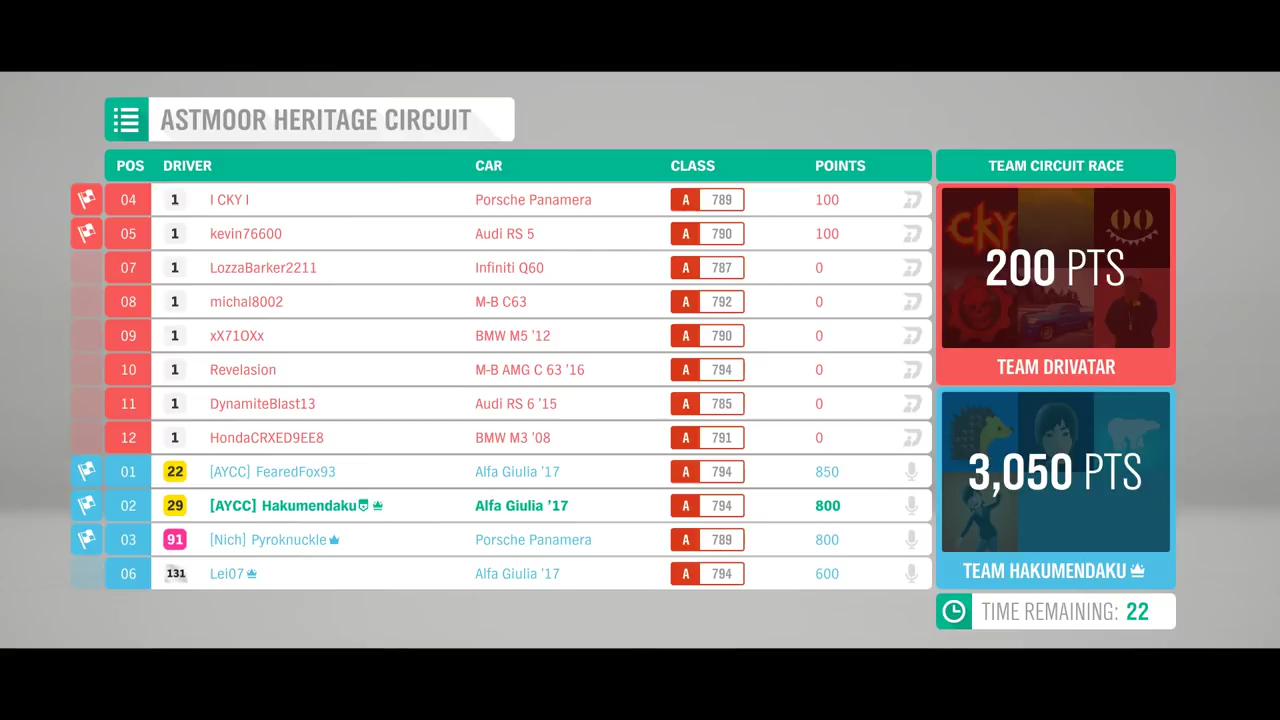 ASTMOOR HERITAGE CIRCUIT
POS DRIVER CAR CLASS POINTS
04 1 I CKY I Porsche Panamera A 789 100
05 1 kevin76600 Audi RS 5 A 790 100
07 1 LozzaBarker2211 Infiniti Q60 A 787 0
08 1 michal8002 M-B C63 A 792 0
09 1 xX71OXx BMW M5 '12 A 790 0
10 1 Revelasion M-B AMG C 63 '16 A 794 0
11 1 DynamiteBlast13 Audi RS 6 '15 A 785 0
12 1 HondaCRXED9EE8 BMW M3 '08 A 791 0
01 22 [AYCC] FearedFox93 Alfa Giulia '17 A 794 850
02 29 [AYCC] Hakumendaku Alfa Giulia '17 A 794 800
03 91 [Nich] Pyroknuckle Porsche Panamera A 789 800
06 131 Lei07 Alfa Giulia '17 A 794 600
TEAM CIRCUIT RACE
CKY
200 PTS
TEAM DRIVATAR
3,050 PTS
TEAM HAKUMENDAKU
TIME REMAINING: 22